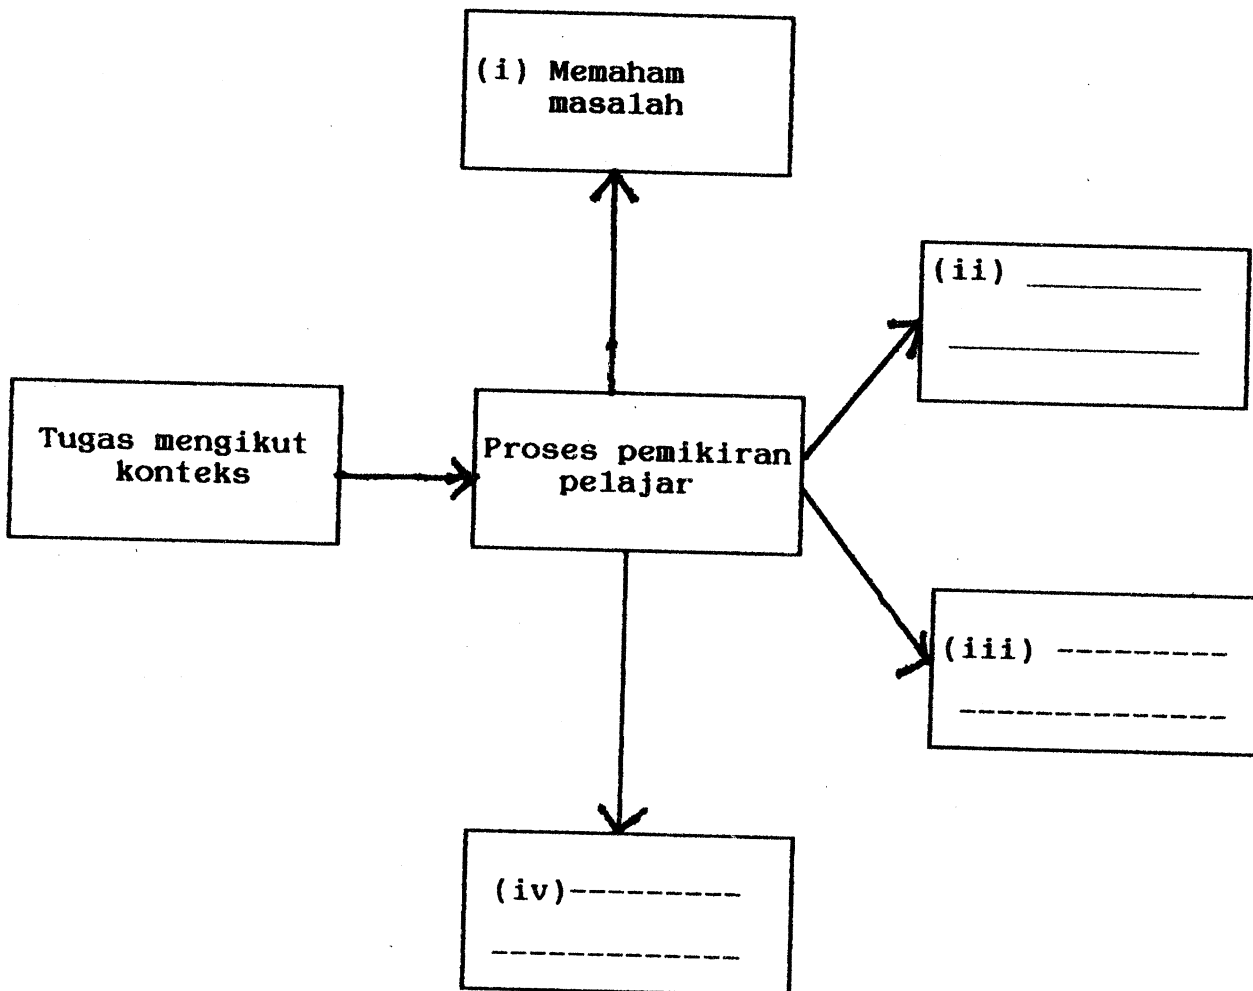 (i) Memaham
masalah
(ii)
Tugas mengikut
konteks
Proses pemikiran
pelajar
(iii)
(iv)